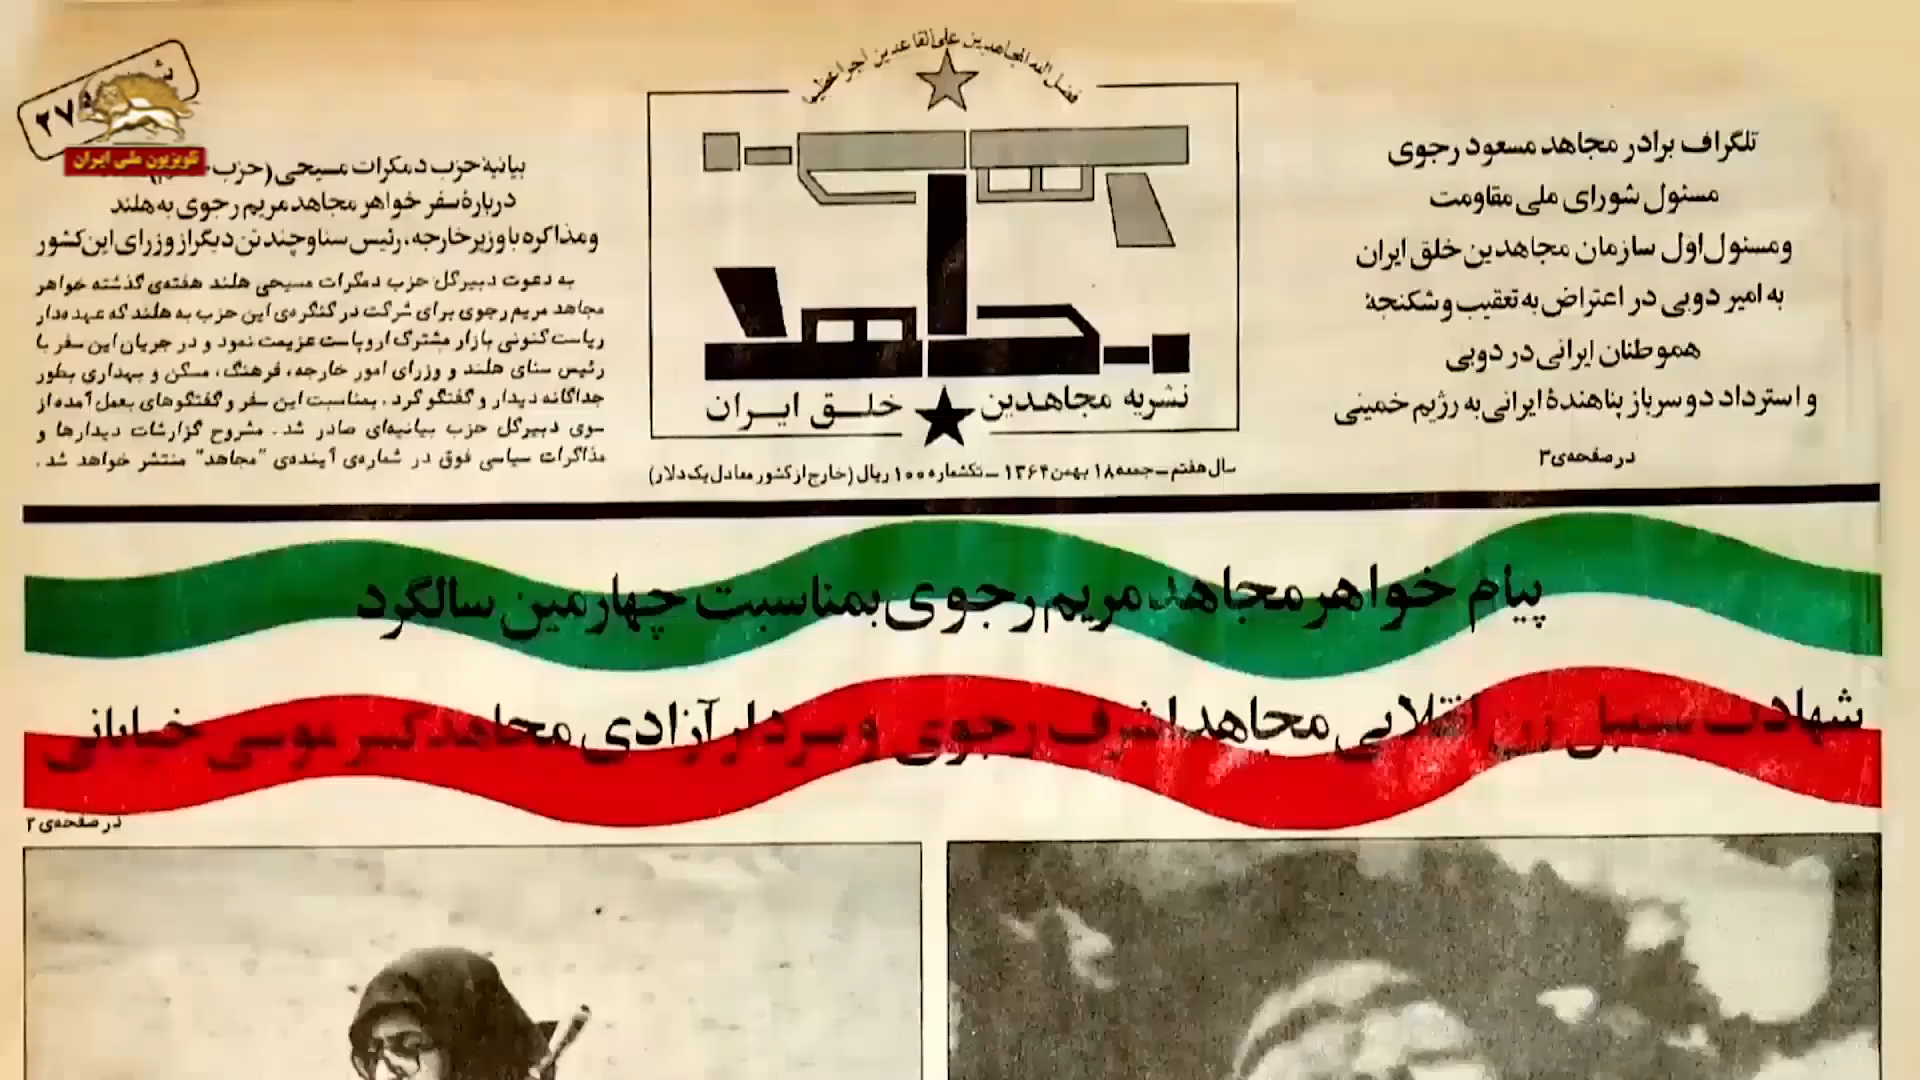 فضل الله المجاهدین علی القاعدین اجرا عظیما
مجاهد
نشریه مجاهدین خلق ایران
سال هفتم – جمعه ۱۸ بهمن ۱۳۶۴ – تکشماره ۱۰۰ ریال (خارج از کشور معادل یک دلار)
تلگراف برادر مجاهد مسعود رجوی
مسئول شورای ملی مقاومت
و مسئول اول سازمان مجاهدین خلق ایران
به امیر دوبی در اعتراض به تعقیب و شکنجهٔ
هموطنان ایرانی در دوبی
و استرداد دو سرباز پناهندهٔ ایرانی به رژیم خمینی
در صفحه‌ی ۳
۲۷
تلویزیون ملی ایران
بیانیهٔ حزب دمکرات مسیحی (حزب
دربارهٔ سفر خواهر مجاهد مریم رجوی به هلند
و مذاکره با وزیر خارجه، رئیس سنا و چند تن دیگر از وزرای این کشور
به دعوت دبیرکل حزب دمکرات مسیحی هلند هفته‌ی گذشته خواهر
مجاهد مریم رجوی برای شرکت در کنگره‌ی این حزب به هلند که عهده‌دار
ریاست کنونی بازار مشترک اروپاست عزیمت نمود و در جریان این سفر با
رئیس سنای هلند و وزرای امور خارجه، فرهنگ، مسکن و بهداری بطور
جداگانه دیدار و گفتگو کرد. بمناسبت این سفر و گفتگوهای بعمل آمده از
سوی دبیرکل حزب بیانیه‌ای صادر شد. مشروح گزارشات دیدارها و
مذاکرات سیاسی فوق در شماره‌ی آینده‌ی "مجاهد" منتشر خواهد شد.
پیام خواهر مجاهد مریم رجوی بمناسبت چهارمین سالگرد
شهادت سمبل زن انقلابی مجاهد اشرف رجوی و سردار آزادی مجاهد کبیر موسی خیابانی
در صفحه‌ی ۲